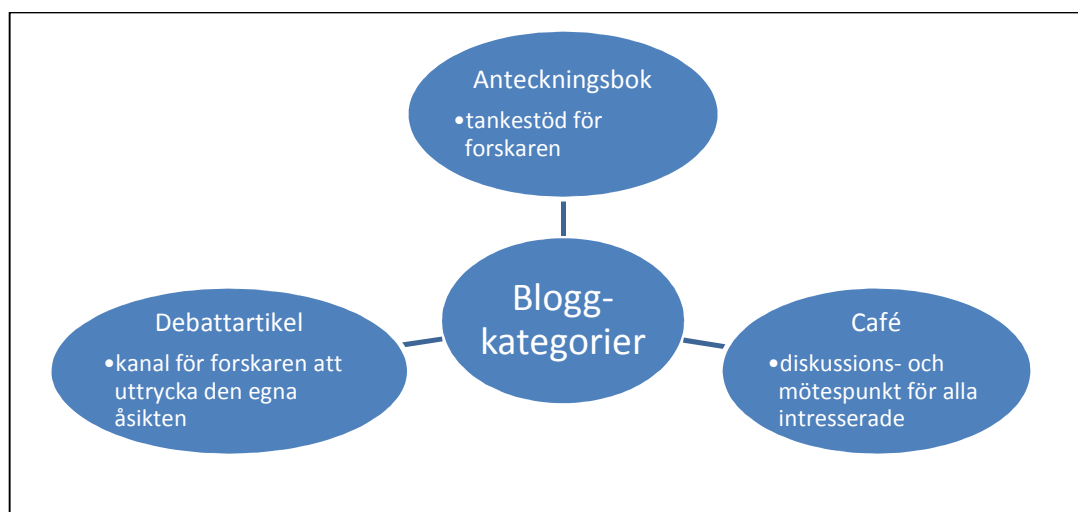 Anteckningsbok
•tankestöd för
forskaren
Blogg-
kategorier
Debattartikel
•kanal för forskaren att
uttrycka den egna
åsikten
Café
•diskussions- och
mötespunkt för alla
intresserade